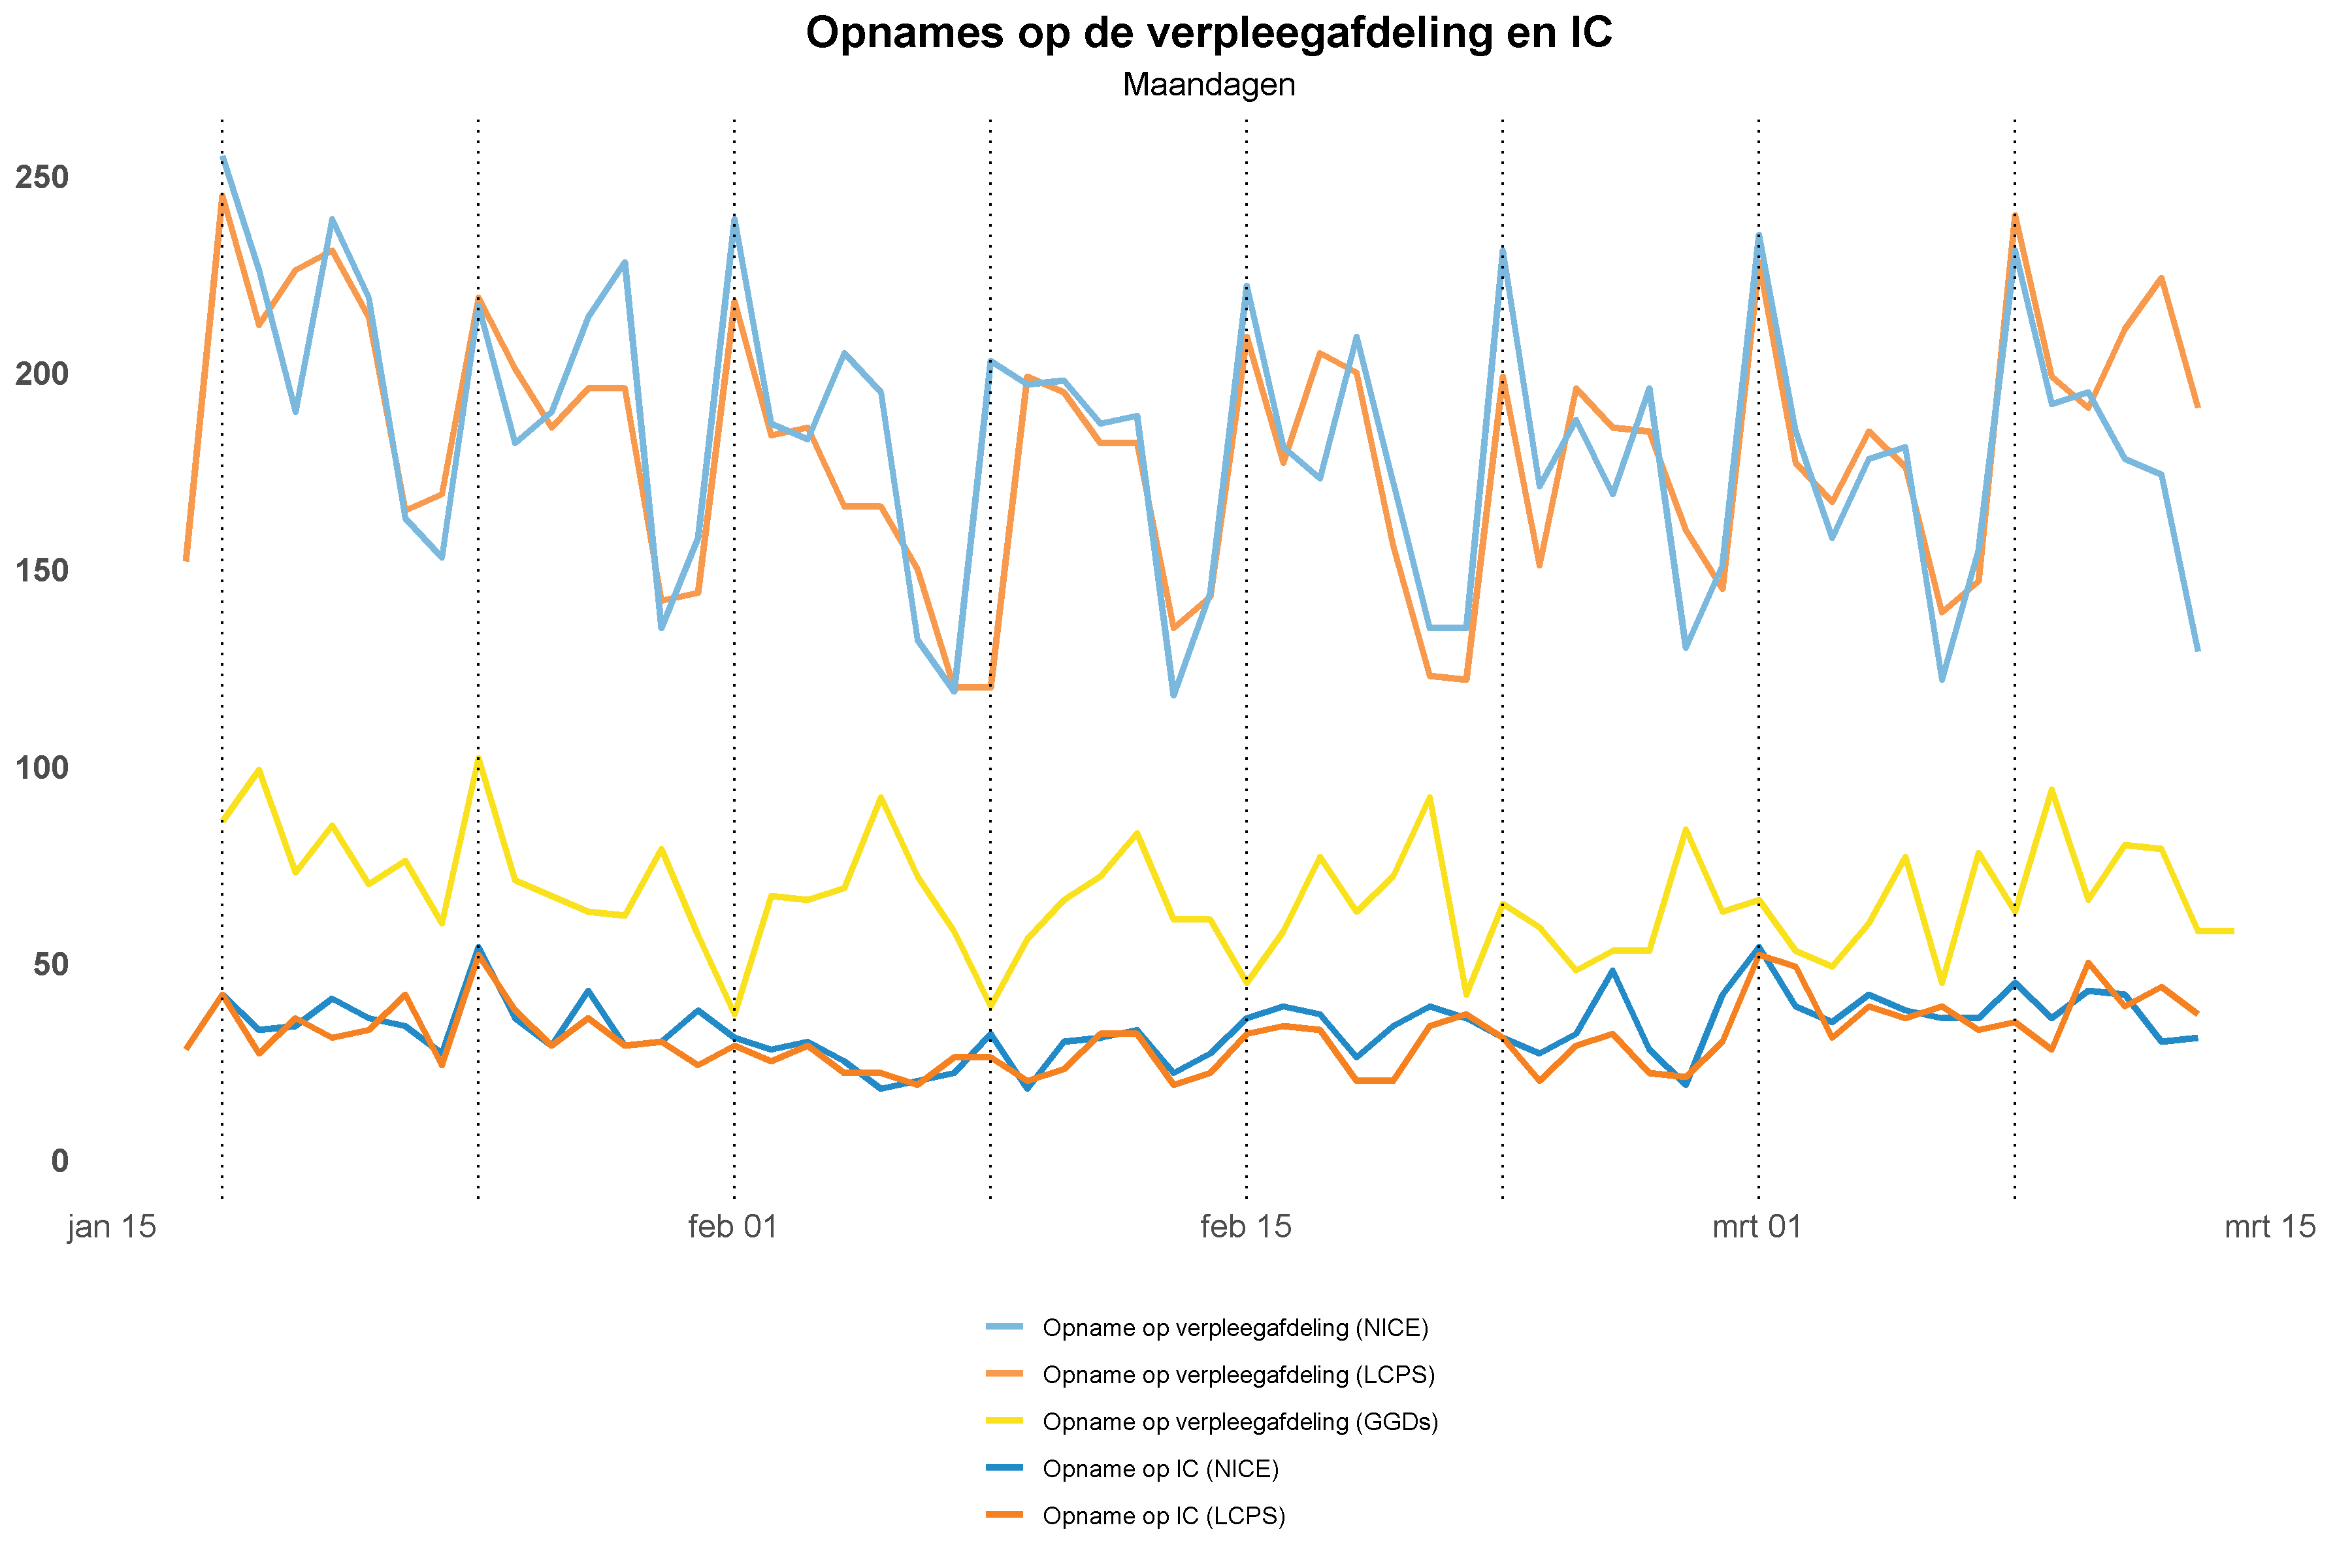 Opnames op de verpleegafdeling en IC
Maandagen
250
200
150
100
50
0
jan 15
feb 01
feb 15
mrt 01
mrt 15
Opname op verpleegafdeling (NICE)
Opname op verpleegafdeling (LCPS)
Opname op verpleegafdeling (GGDs)
Opname op IC (NICE)
Opname op IC (LCPS)